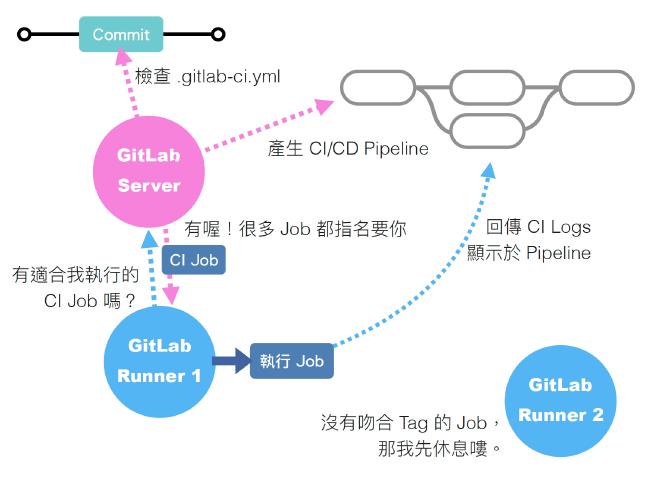 Commit
檢查 .gitlab-ci.yml
GitLab
Server
產生 CI/CD Pipeline
有喔！很多 Job 都指名要你
CI Job
有適合我執行的
CI Job 嗎？
回傳 CI Logs
顯示於 Pipeline
GitLab
Runner 1
執行 Job
GitLab
Runner 2
沒有吻合 Tag 的 Job，
那我先休息嘍。